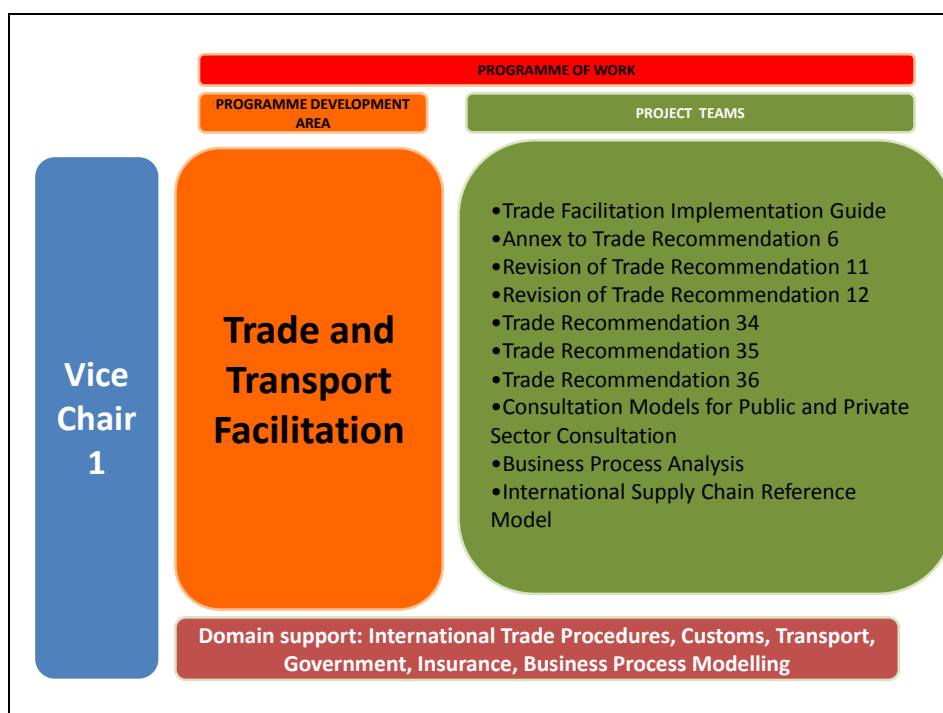 PROGRAMME OF WORK
PROGRAMME DEVELOPMENT
AREA
PROJECT TEAMS
Vice
Chair
1
Trade and
Transport
Facilitation
•Trade Facilitation Implementation Guide
•Annex to Trade Recommendation 6
•Revision of Trade Recommendation 11
•Revision of Trade Recommendation 12
•Trade Recommendation 34
•Trade Recommendation 35
•Trade Recommendation 36
•Consultation Models for Public and Private
Sector Consultation
•Business Process Analysis
•International Supply Chain Reference
Model
Domain support: International Trade Procedures, Customs, Transport,
Government, Insurance, Business Process Modelling